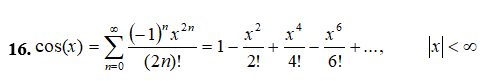 16. cos(x) = ∑_{n=0}^{∞} (-1)^n x^{2n} / (2n)! = 1 - x^2/2! + x^4/4! - x^6/6! + ..., |x| < ∞